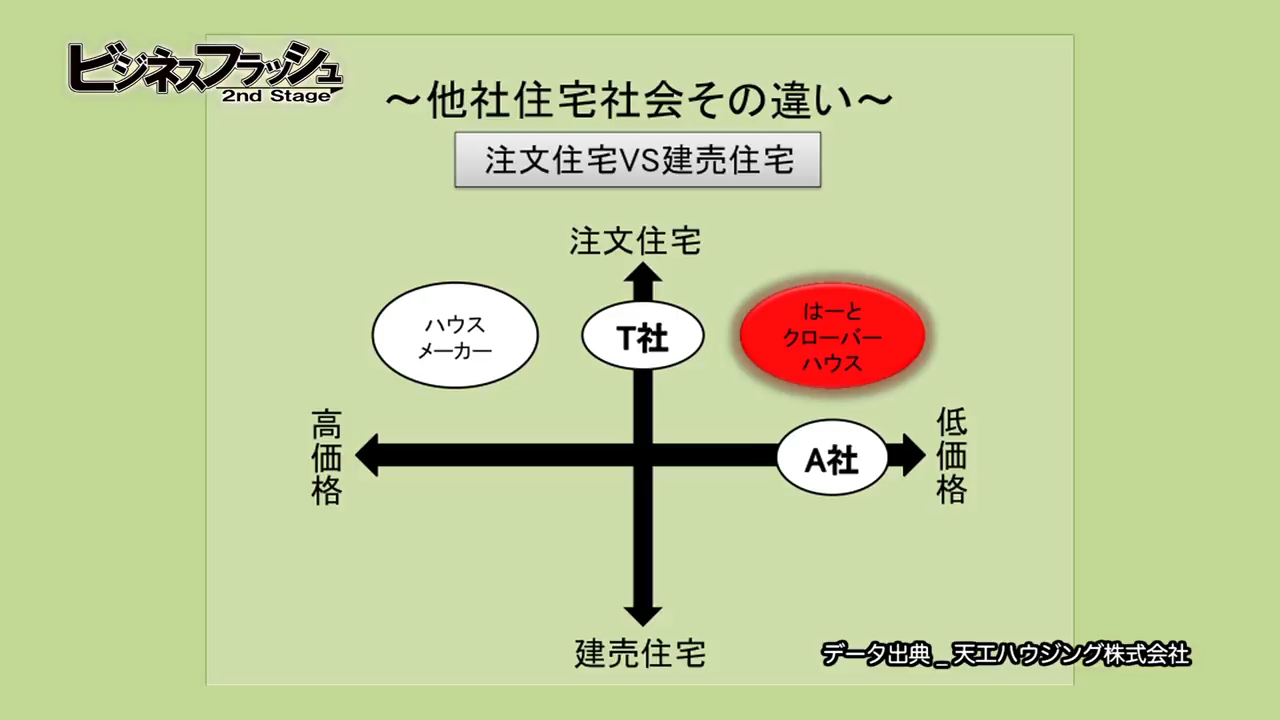 ビジネスフラッシュ
2nd Stage
～他社住宅社会その違い～
注文住宅VS建売住宅
注文住宅
ハウス
メーカー
T社
はーと
クローバー
ハウス
高価格
低価格
A社
建売住宅
データ出典_天工ハウジング株式会社